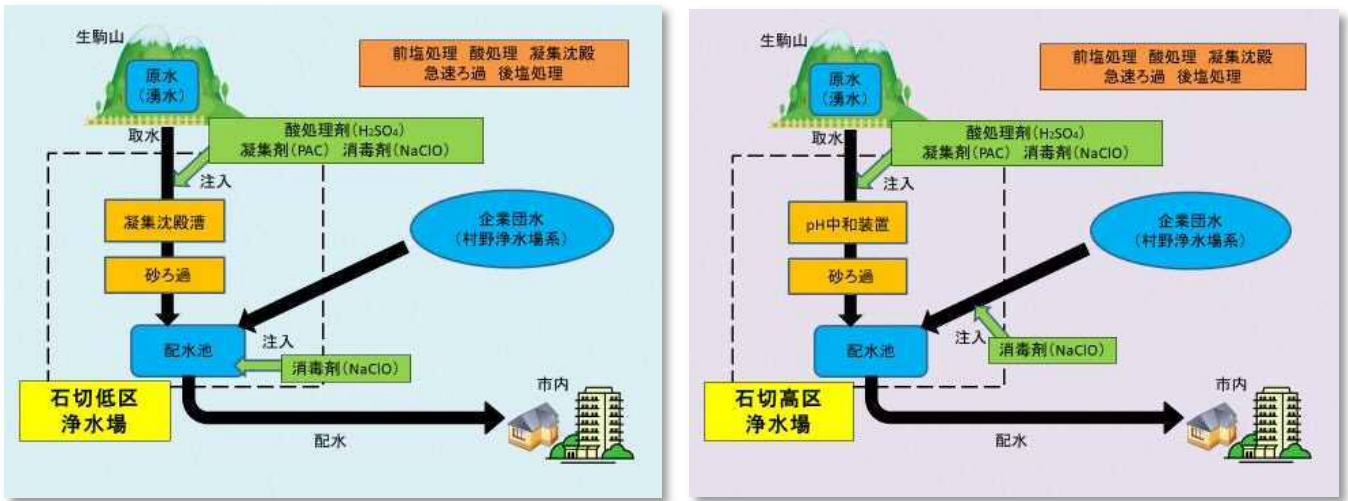 生駒山
原水
(湧水)
前塩処理 酸処理 凝集沈殿
急速ろ過 後塩処理
取水
酸処理剤(H₂SO₄)
凝集剤(PAC) 消毒剤(NaClO)
注入
凝集沈殿漕
砂ろ過
企業団水
(村野浄水場系)
配水池
注入
消毒剤(NaClO)
石切低区
浄水場
配水
市内
生駒山
原水
(湧水)
前塩処理 酸処理 凝集沈殿
急速ろ過 後塩処理
取水
酸処理剤(H₂SO₄)
凝集剤(PAC) 消毒剤(NaClO)
注入
pH中和装置
砂ろ過
企業団水
(村野浄水場系)
配水池
注入
消毒剤(NaClO)
石切高区
浄水場
配水
市内